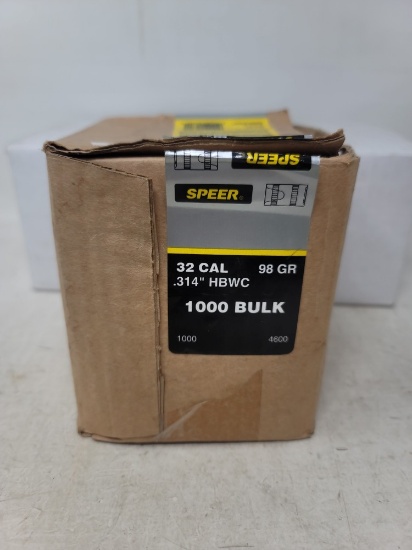 SPEER
SPEER
32 CAL 98 GR
.314" HBWC
1000 BULK
1000 4600